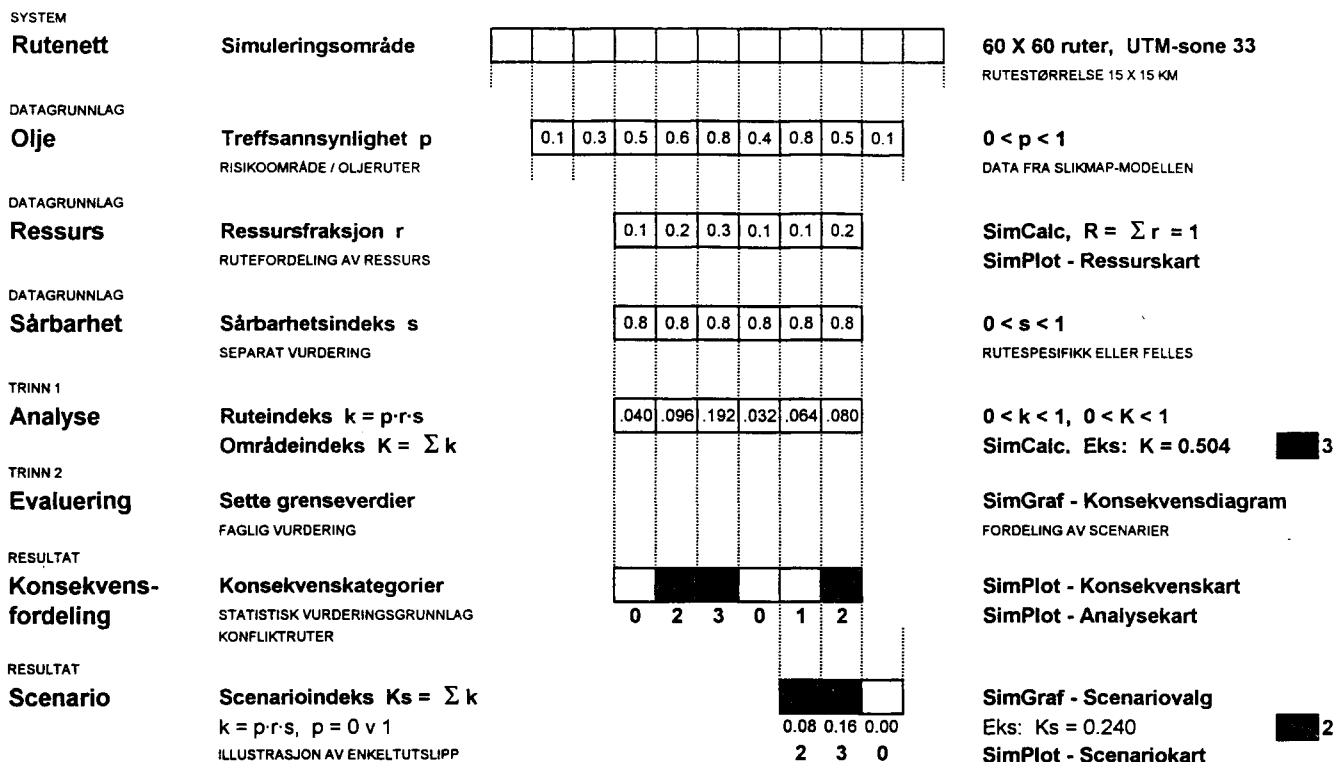 SYSTEM
Rutenett Simuleringsområde 60 X 60 ruter, UTM-sone 33
RUTESTØRRELSE 15 X 15 KM
DATAGRUNNLAG
Olje Treffsannsynlighet p 0.1 0.3 0.5 0.6 0.8 0.4 0.8 0.5 0.1 0 < p < 1
RISIKOOMRÅDE / OLJERUTER DATA FRA SLIKMAP-MODELLEN
DATAGRUNNLAG
Ressurs Ressursfraksjon r 0.1 0.2 0.3 0.1 0.1 0.2 SimCalc, R = Σ r = 1
RUTEFORDELING AV RESSURS SimPlot - Ressurskart
DATAGRUNNLAG
Sårbarhet Sårbarhetsindeks s 0.8 0.8 0.8 0.8 0.8 0.8 0 < s < 1
SEPARAT VURDERING RUTESPESIFIKK ELLER FELLES
TRINN 1
Analyse Ruteindeks k = p·r·s .040 .096 .192 .032 .064 .080 0 < k < 1, 0 < K < 1
Områdeindeks K = Σ k SimCalc. Eks: K = 0.504 3
TRINN 2
Evaluering Sette grenseverdier SimGraf - Konsekvensdiagram
FAGLIG VURDERING FORDELING AV SCENARIER
RESULTAT
Konsekvens- Konsekvenskategorier SimPlot - Konsekvenskart
fordeling STATISTISK VURDERINGSGRUNNLAG 0 2 3 0 1 2 SimPlot - Analysekart
KONFLIKTRUTER
RESULTAT
Scenario Scenarioindeks Ks = Σ k SimGraf - Scenariovalg
k = p·r·s, p = 0 v 1 0.08 0.16 0.00 Eks: Ks = 0.240 2
ILLUSTRASJON AV ENKELTUTSLIPP 2 3 0 SimPlot - Scenariokart